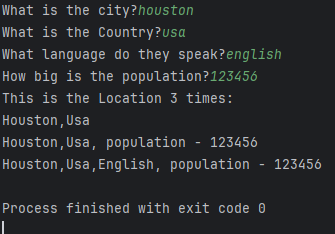 What is the city?houston
What is the Country?usa
What language do they speak?english
How big is the population?123456
This is the Location 3 times:
Houston,Usa
Houston,Usa, population - 123456
Houston,Usa,English, population - 123456
Process finished with exit code 0